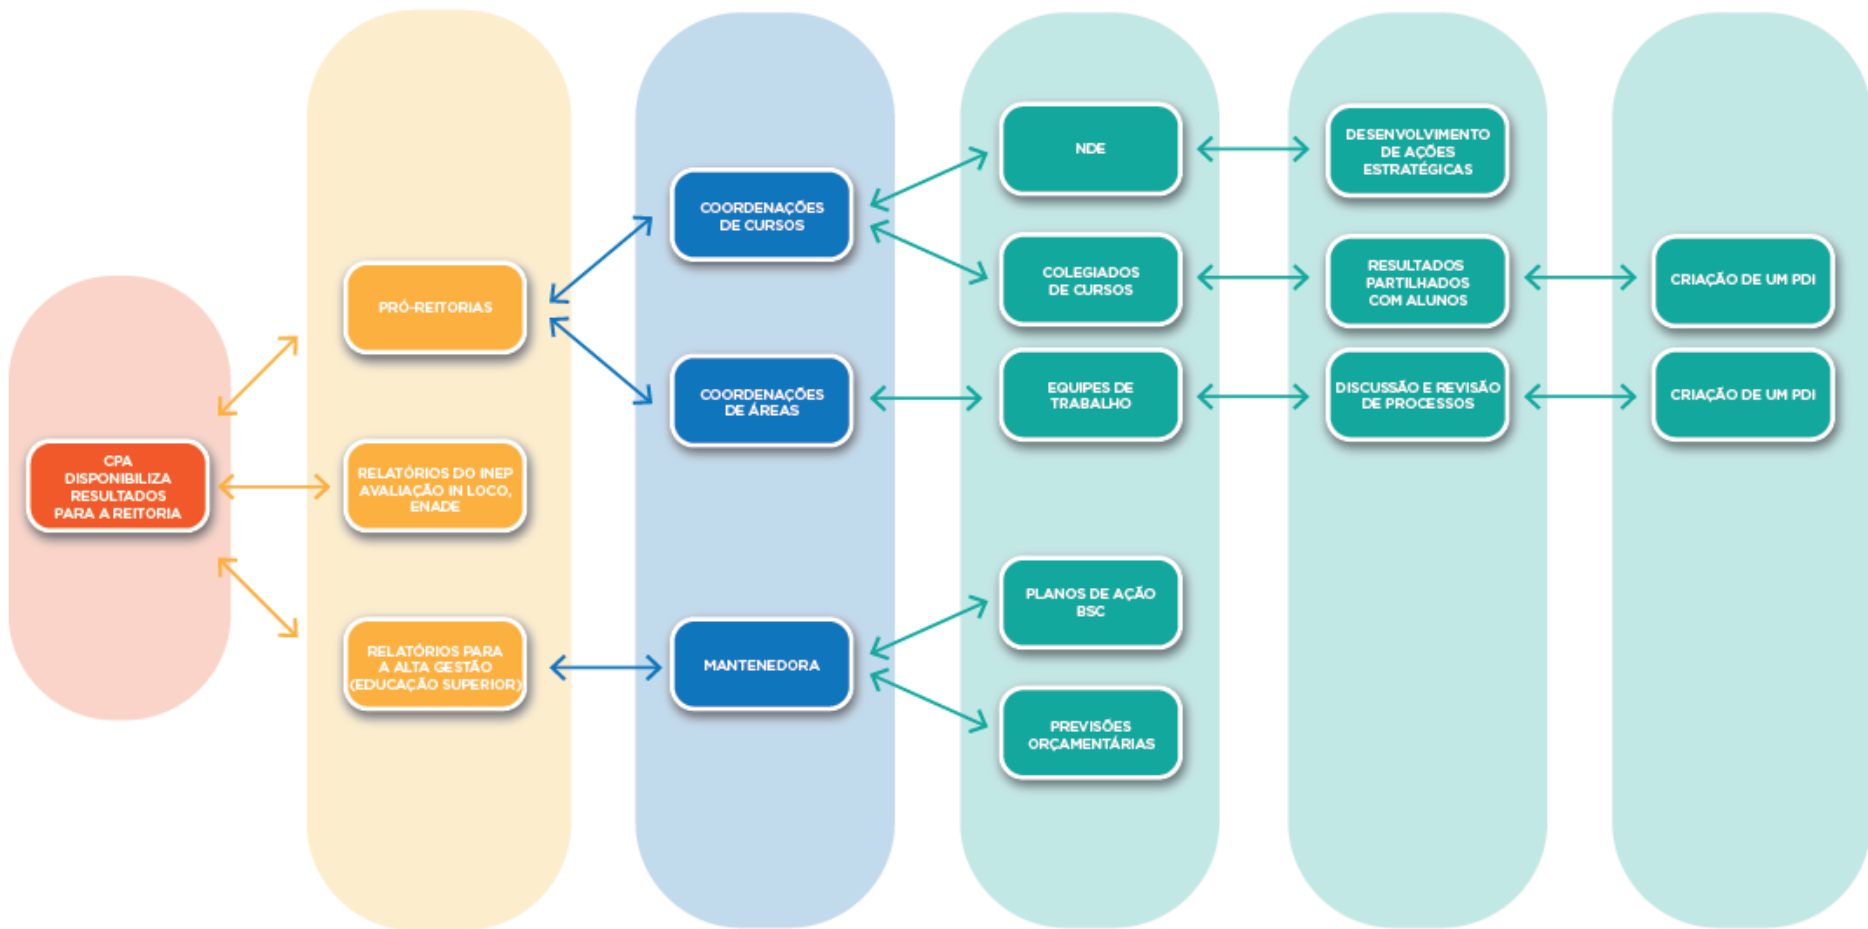 CPA
DISPONIBILIZA
RESULTADOS
PARA A REITORIA
PRÓ-REITORIAS
RELATÓRIOS DO INEP
AVALIAÇÃO IN LOCO,
ENADE
RELATÓRIOS PARA
A ALTA GESTÃO
(EDUCAÇÃO SUPERIOR)
COORDENAÇÕES
DE CURSOS
COORDENAÇÕES
DE ÁREAS
MANTENEDORA
NDE
COLEGIADOS
DE CURSOS
EQUIPES DE
TRABALHO
PLANOS DE AÇÃO
BSC
PREVISÕES
ORÇAMENTÁRIAS
DESENVOLVIMENTO
DE AÇÕES
ESTRATÉGICAS
RESULTADOS
PARTILHADOS
COM ALUNOS
DISCUSSÃO E REVISÃO
DE PROCESSOS
CRIAÇÃO DE UM PDI
CRIAÇÃO DE UM PDI